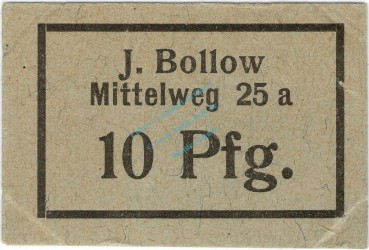 J. Bollow
Mittelweg 25 a
10 Pfg.